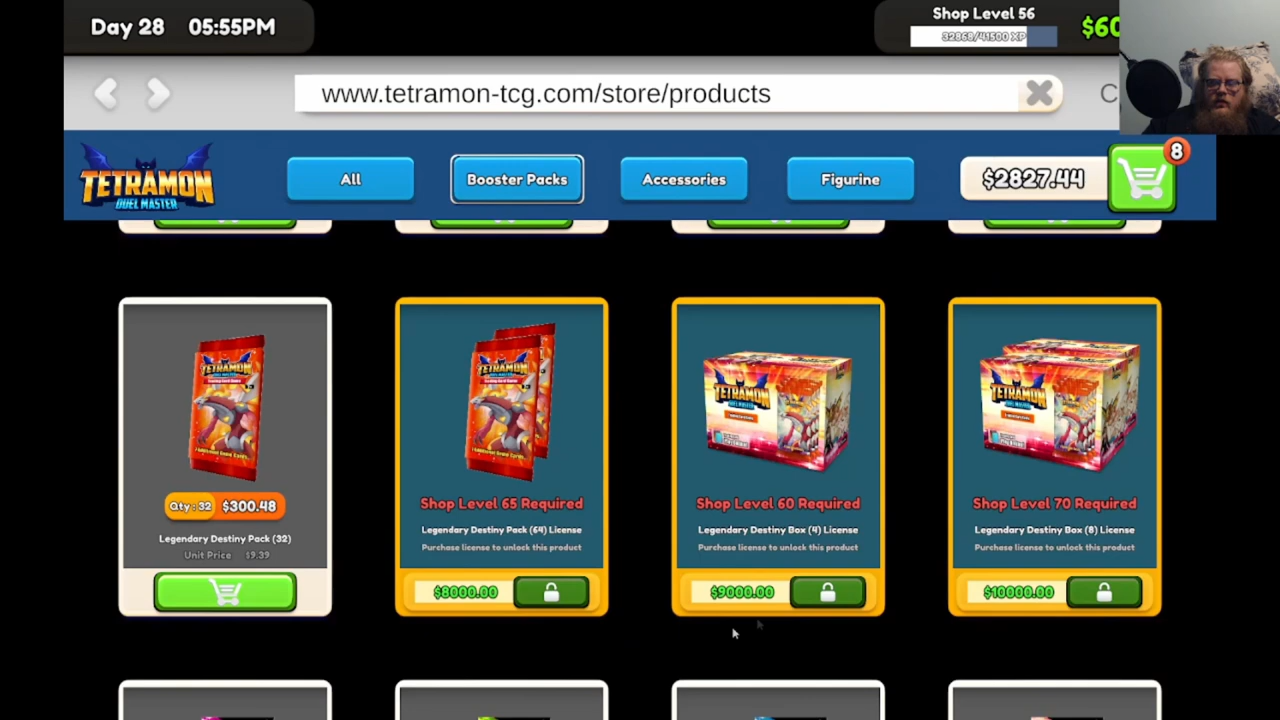 Day 28 05:55PM
Shop Level 56
32868/41500 XP
$60
www.tetramon-tcg.com/store/products
C
TETRAMON
DUEL MASTER
All
Booster Packs
Accessories
Figurine
$2827.44
8
TETRAMON
TETRAMON
TETRAMON
TETRAMON
Qty : 32 $300.48
Legendary Destiny Pack (32)
Unit Price $9.39
Shop Level 65 Required
Legendary Destiny Pack (64) License
Purchase license to unlock this product
$8000.00
Shop Level 60 Required
Legendary Destiny Box (4) License
Purchase license to unlock this product
$9000.00
Shop Level 70 Required
Legendary Destiny Box (8) License
Purchase license to unlock this product
$10000.00